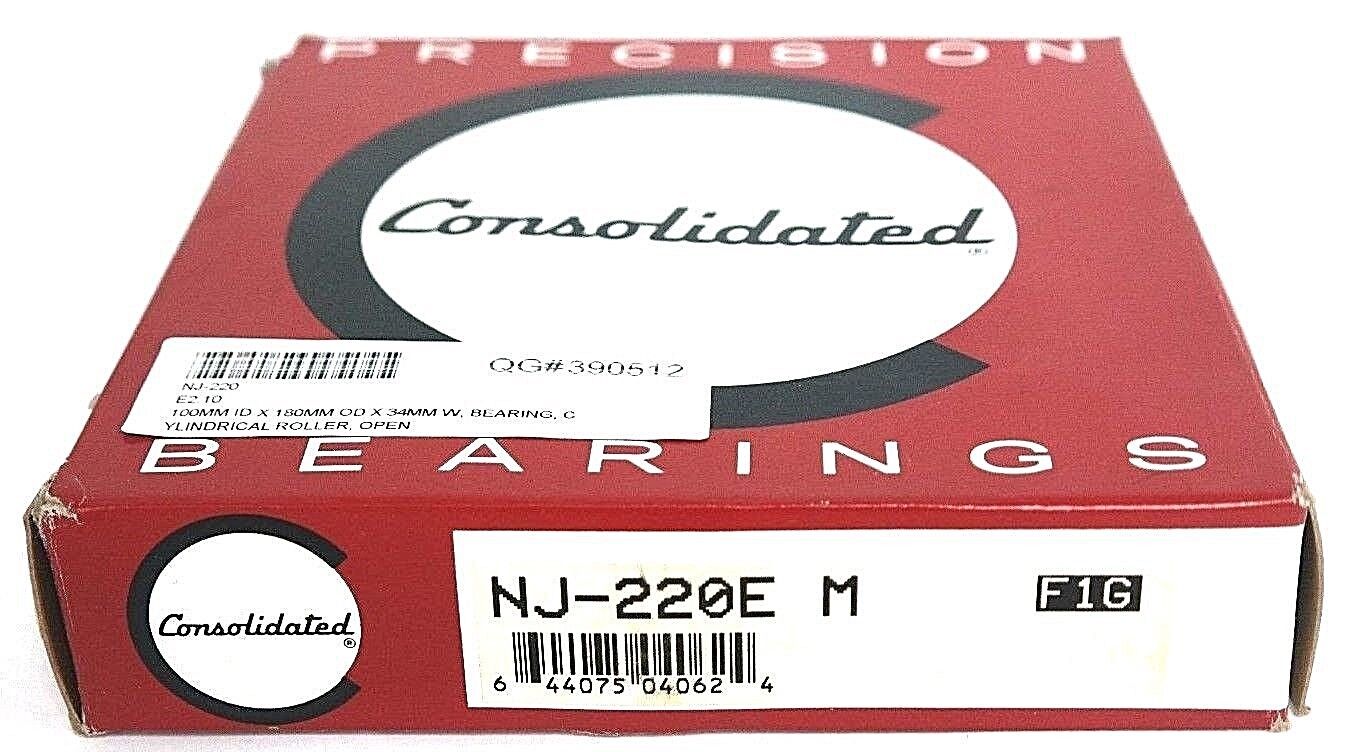 PRECISION
Consolidated
®
QG#390512
NJ-220
E2 10
100MM ID X 180MM OD X 34MM W, BEARING, C
YLINDRICAL ROLLER, OPEN
BEARINGS
Consolidated
®
NJ-220E M F1G
6 44075 04062 4